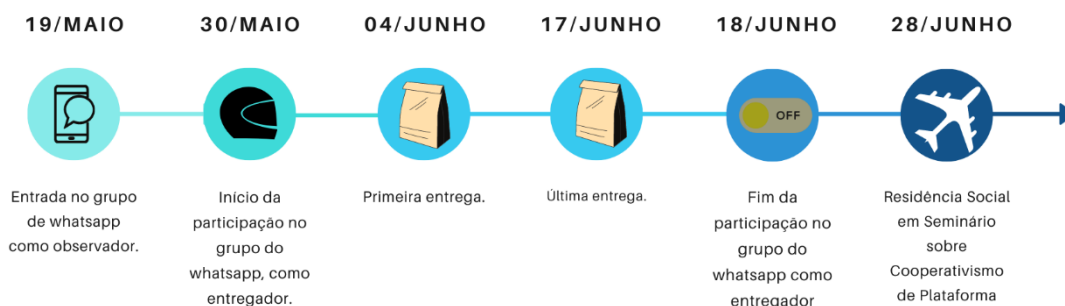 19/MAIO
30/MAIO
04/JUNHO
17/JUNHO
18/JUNHO
28/JUNHO
OFF
Entrada no grupo
de whatsapp
como observador.
Início da
participação no
grupo do
whatsapp, como
entregador.
Primeira entrega.
Última entrega.
Fim da
participação no
grupo do
whatsapp como
entregador
Residência Social
em Seminário
sobre
Cooperativismo
de Plataforma